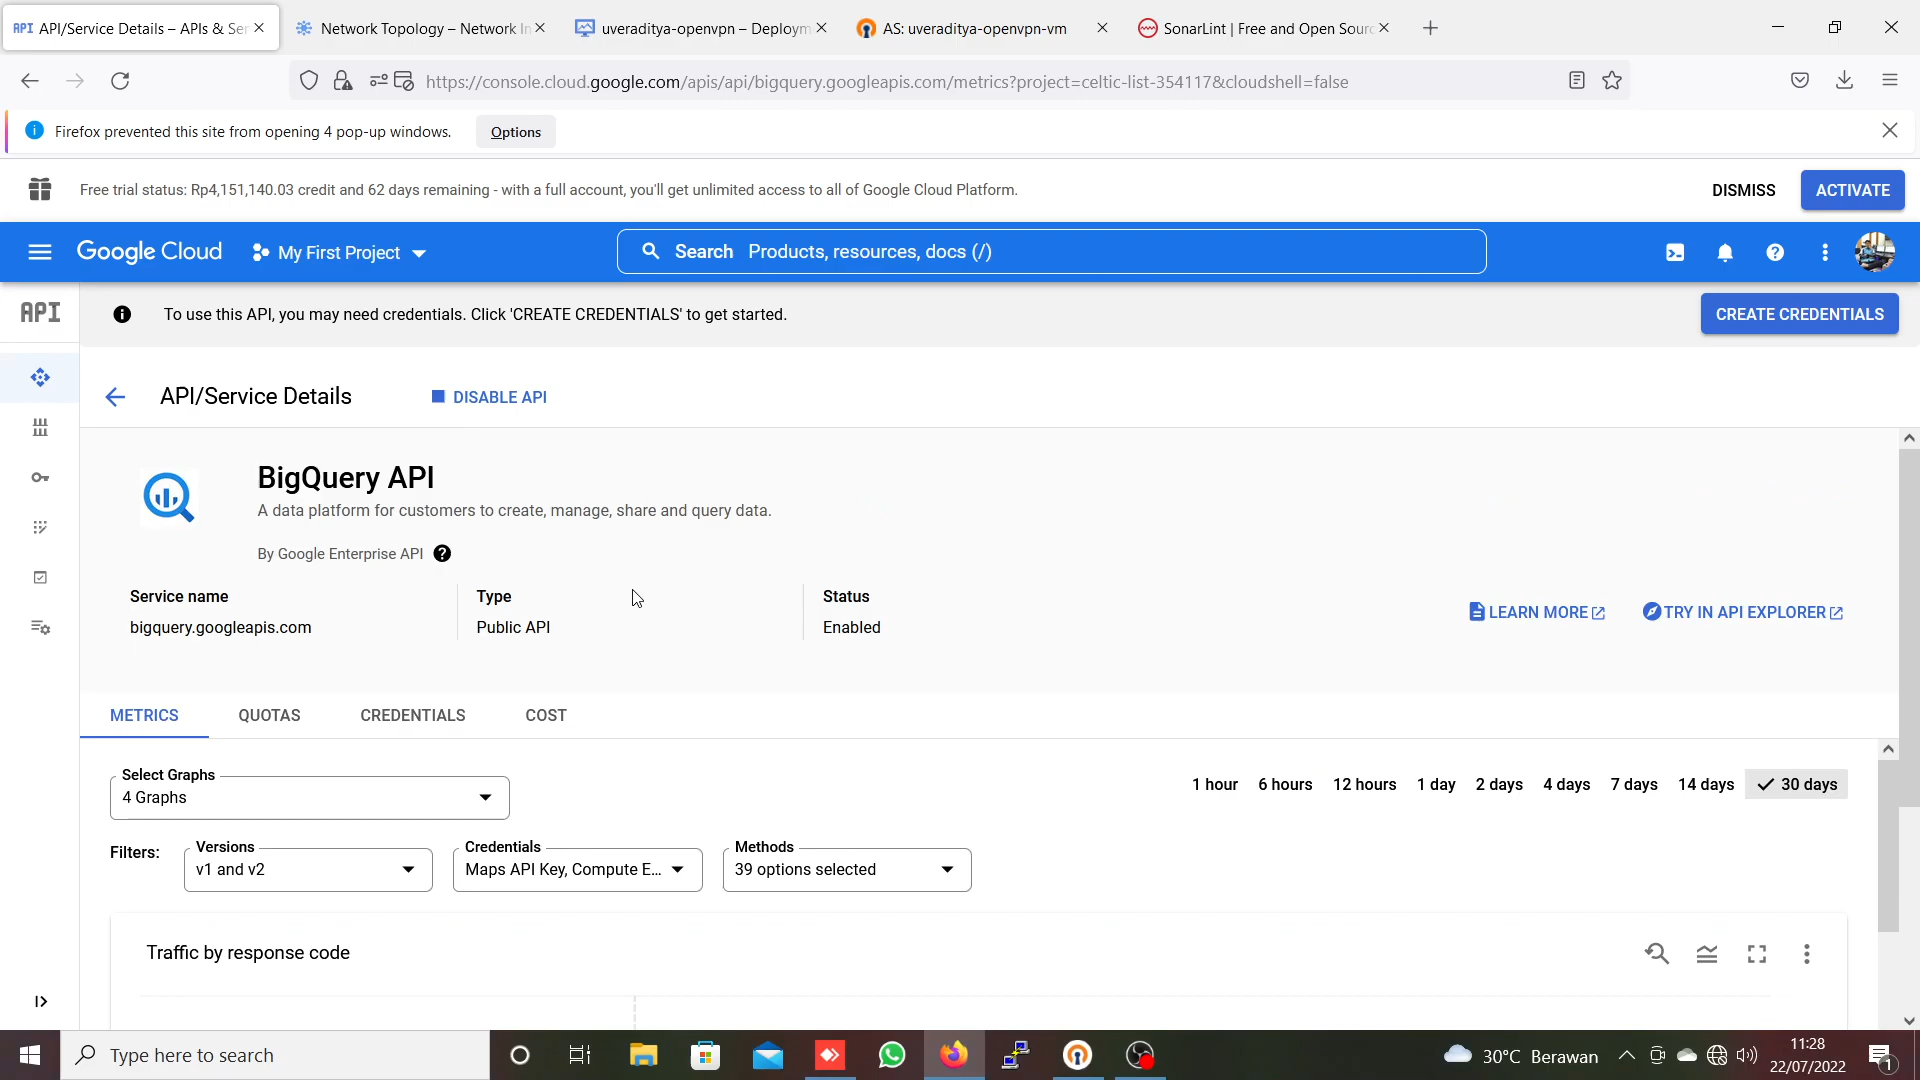 API API/Service Details – APIs & Ser
Network Topology – Network In
uveraditya-openvpn – Deploym
AS: uveraditya-openvpn-vm
SonarLint | Free and Open Sourc
https://console.cloud.google.com/apis/api/bigquery.googleapis.com/metrics?project=celtic-list-354117&cloudshell=false
Firefox prevented this site from opening 4 pop-up windows.
Options
Free trial status: Rp4,151,140.03 credit and 62 days remaining - with a full account, you'll get unlimited access to all of Google Cloud Platform.
DISMISS
ACTIVATE
Google Cloud
My First Project
Search Products, resources, docs (/)
API
To use this API, you may need credentials. Click 'CREATE CREDENTIALS' to get started.
CREATE CREDENTIALS
API/Service Details
DISABLE API
BigQuery API
A data platform for customers to create, manage, share and query data.
By Google Enterprise API
Service name
bigquery.googleapis.com
Type
Public API
Status
Enabled
LEARN MORE
TRY IN API EXPLORER
METRICS
QUOTAS
CREDENTIALS
COST
Select Graphs
4 Graphs
1 hour
6 hours
12 hours
1 day
2 days
4 days
7 days
14 days
30 days
Filters:
Versions
v1 and v2
Credentials
Maps API Key, Compute E...
Methods
39 options selected
Traffic by response code
Type here to search
30°C Berawan
11:28
22/07/2022
1